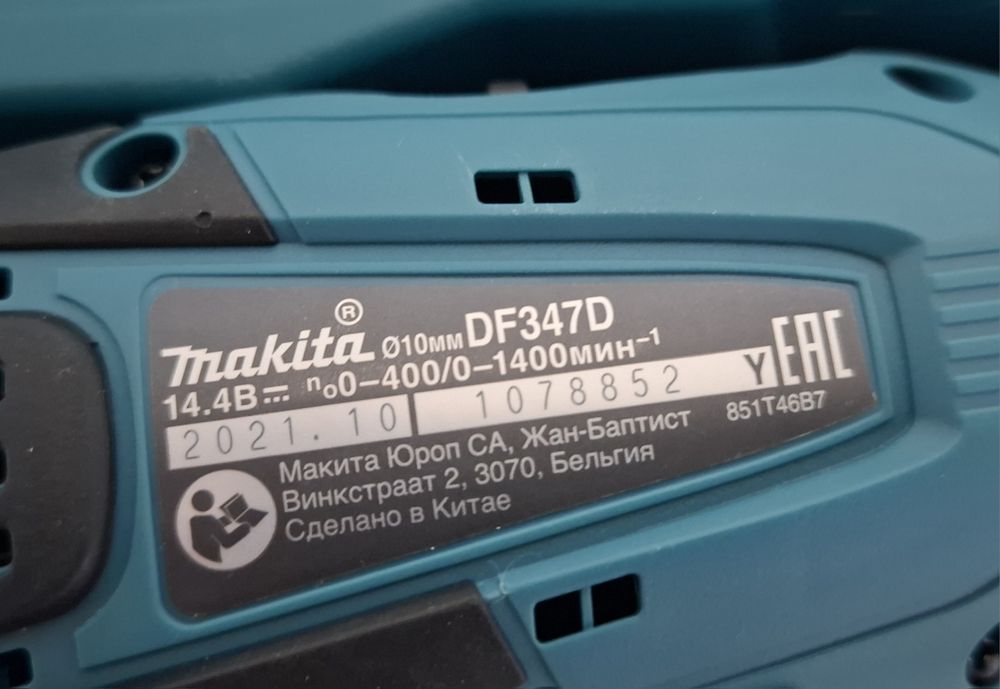 makita® Ø10мм DF347D
14.4В⎓ n₀0-400/0-1400мин⁻¹
2021.10 1078852 Y EAC
851T46B7
Макита Юроп СА, Жан-Баптист
Винкстраат 2, 3070, Бельгия
Сделано в Китае